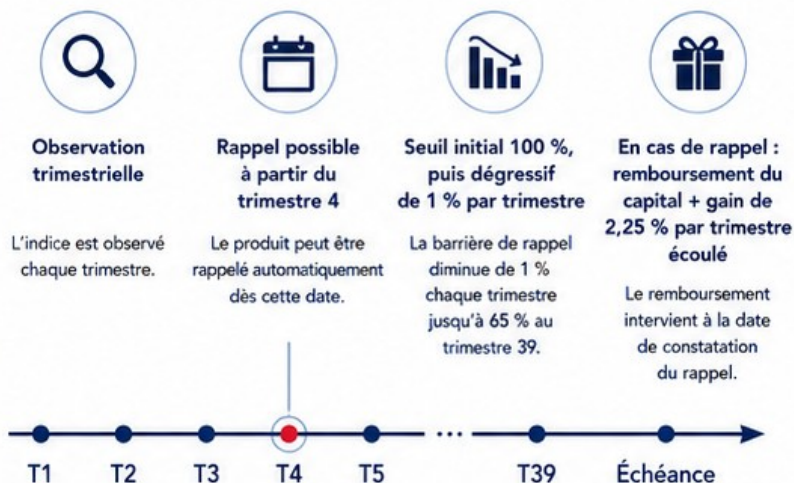 Observation
trimestrielle
L'indice est observé
chaque trimestre.
Rappel possible
à partir du
trimestre 4
Le produit peut être
rappelé automatiquement
dès cette date.
Seuil initial 100 %,
puis dégressif
de 1 % par trimestre
La barrière de rappel
diminue de 1 %
chaque trimestre
jusqu'à 65 % au
trimestre 39.
En cas de rappel :
remboursement du
capital + gain de
2,25 % par trimestre
écoulé
Le remboursement
intervient à la date
de constatation
du rappel.
T1 T2 T3 T4 T5 ... T39 Échéance